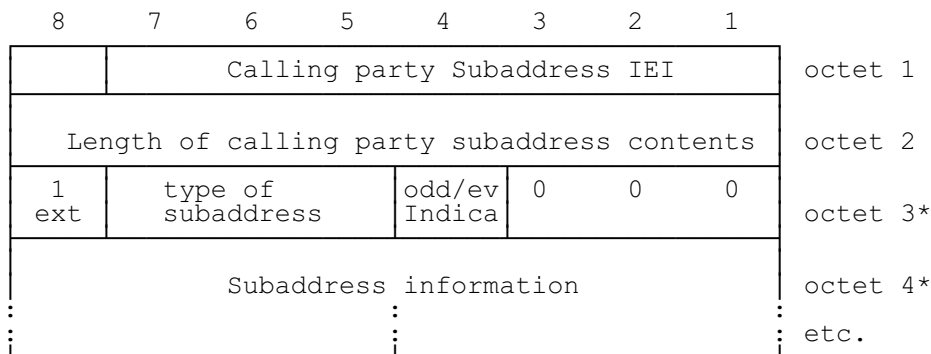 8 7 6 5 4 3 2 1
Calling party Subaddress IEI octet 1
Length of calling party subaddress contents octet 2
1 type of odd/ev 0 0 0
ext subaddress Indica octet 3*
Subaddress information octet 4*
: : :
: : : etc.